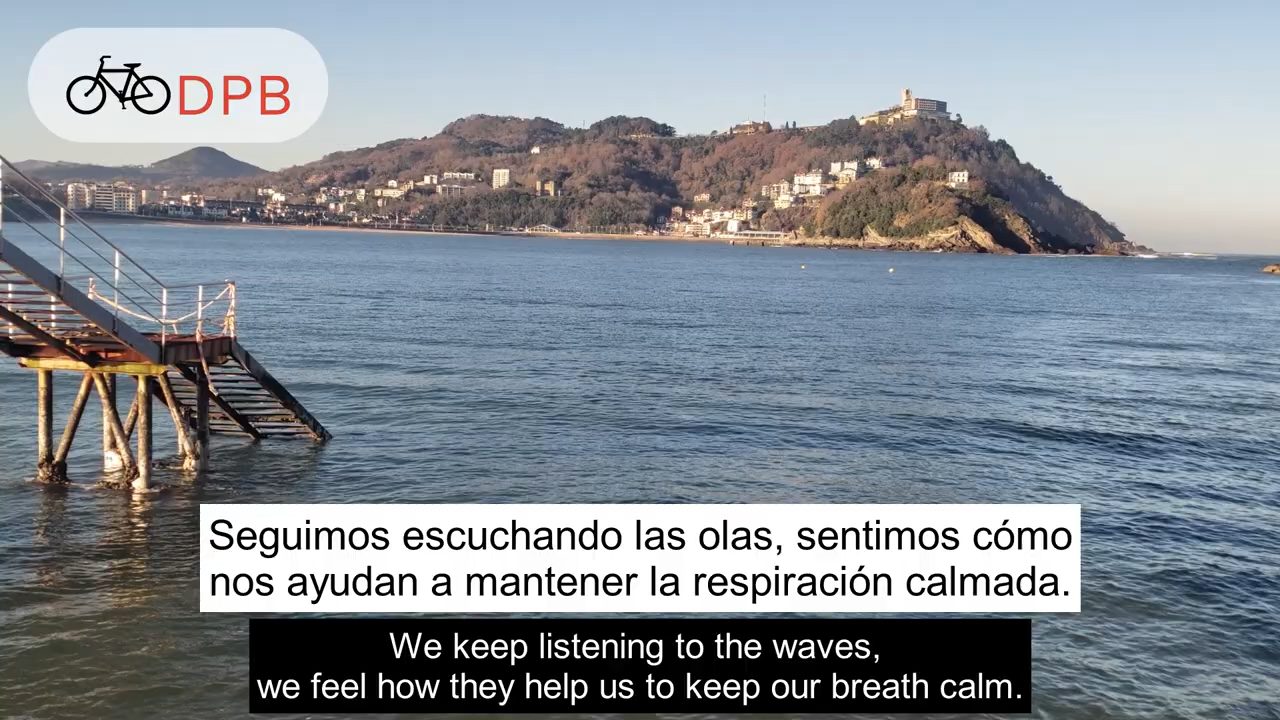 DPB
Seguimos escuchando las olas, sentimos cómo
nos ayudan a mantener la respiración calmada.
We keep listening to the waves,
we feel how they help us to keep our breath calm.